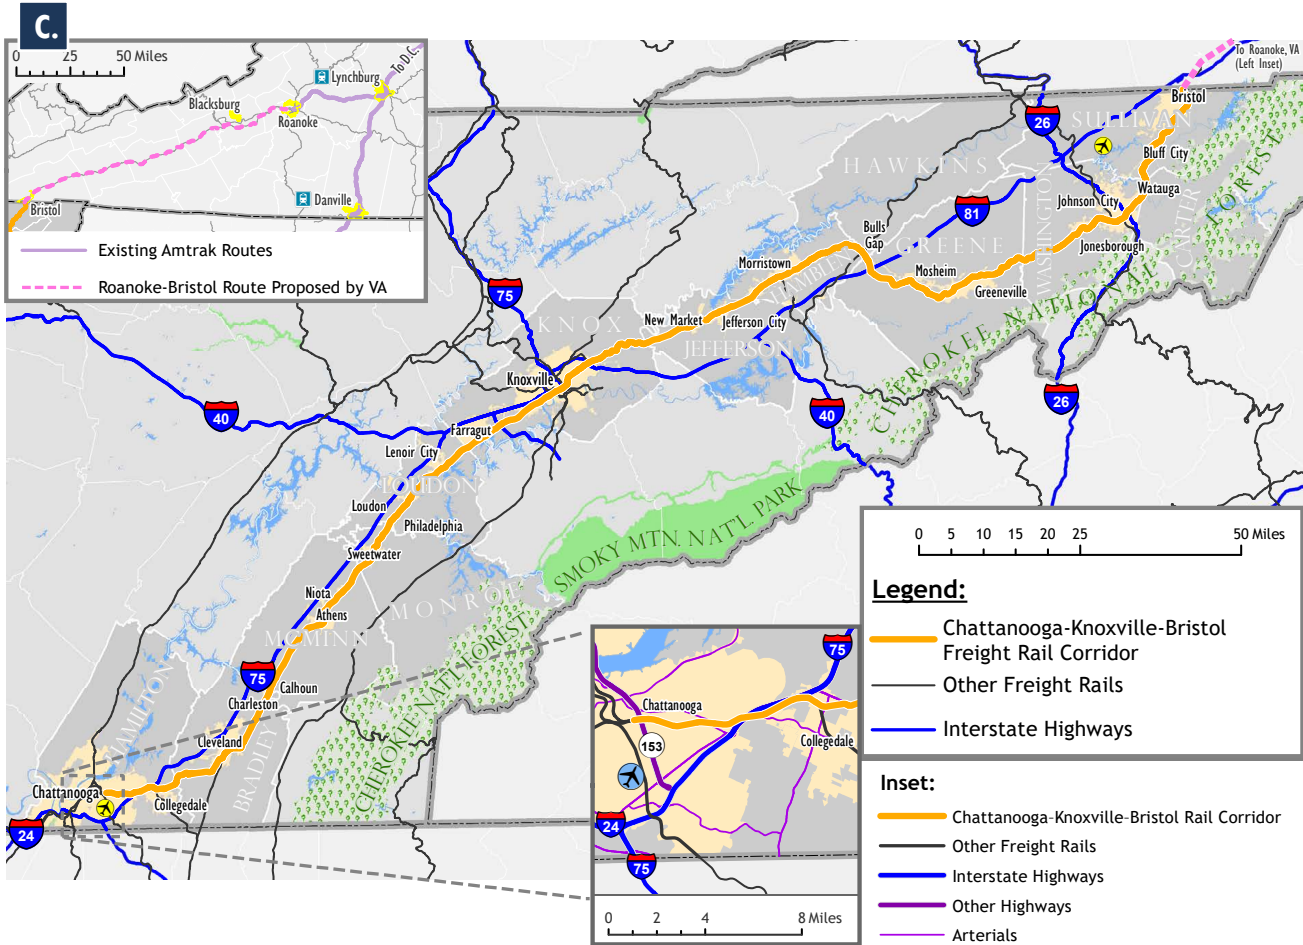 C.
0 25 50 Miles
To D.C.
Lynchburg
Blacksburg
Roanoke
Danville
Bristol
Existing Amtrak Routes
Roanoke-Bristol Route Proposed by VA
To Roanoke, VA
(Left Inset)
Bristol
26
SULLIVAN
Bluff City
HAWKINS
Watauga
Johnson City
81
WASHINGTON
CARTER
FOREST
Bulls
Gap
GREENE
Jonesborough
Morristown
Mosheim
Greeneville
75
KNOX
New Market
Jefferson City
JEFFERSON
CHEROKEE NATIONAL
Knoxville
40
40
26
Farragut
Lenoir City
LOUDON
Loudon
Philadelphia
SMOKY MTN. NAT'L PARK
Sweetwater
Niota
MONROE
Athens
MCMINN
75
Calhoun
Charleston
HAMILTON
Cleveland
BRADLEY
CHEROKEE NAT'L FOREST
Chattanooga
Collegedale
24
0 5 10 15 20 25 50 Miles
Legend:
Chattanooga-Knoxville-Bristol
Freight Rail Corridor
Other Freight Rails
Interstate Highways
75
Chattanooga
153
Collegedale
24
75
0 2 4 8 Miles
Inset:
Chattanooga-Knoxville-Bristol Rail Corridor
Other Freight Rails
Interstate Highways
Other Highways
Arterials